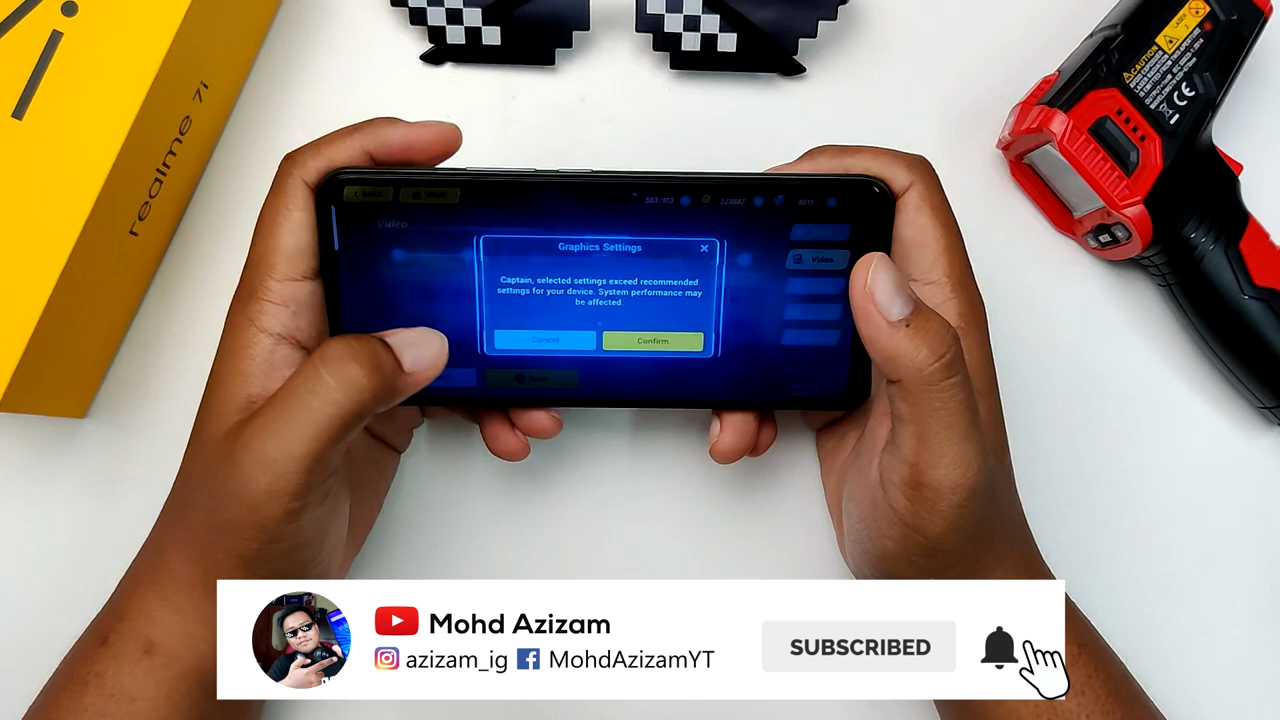 realme 7i
CAUTION
BACK
Video
Video
Graphics Settings
Captain, selected settings exceed recommended
settings for your device. System performance may
be affected.
Cancel
Confirm
Mohd Azizam
azizam_ig
MohdAzizamYT
SUBSCRIBED